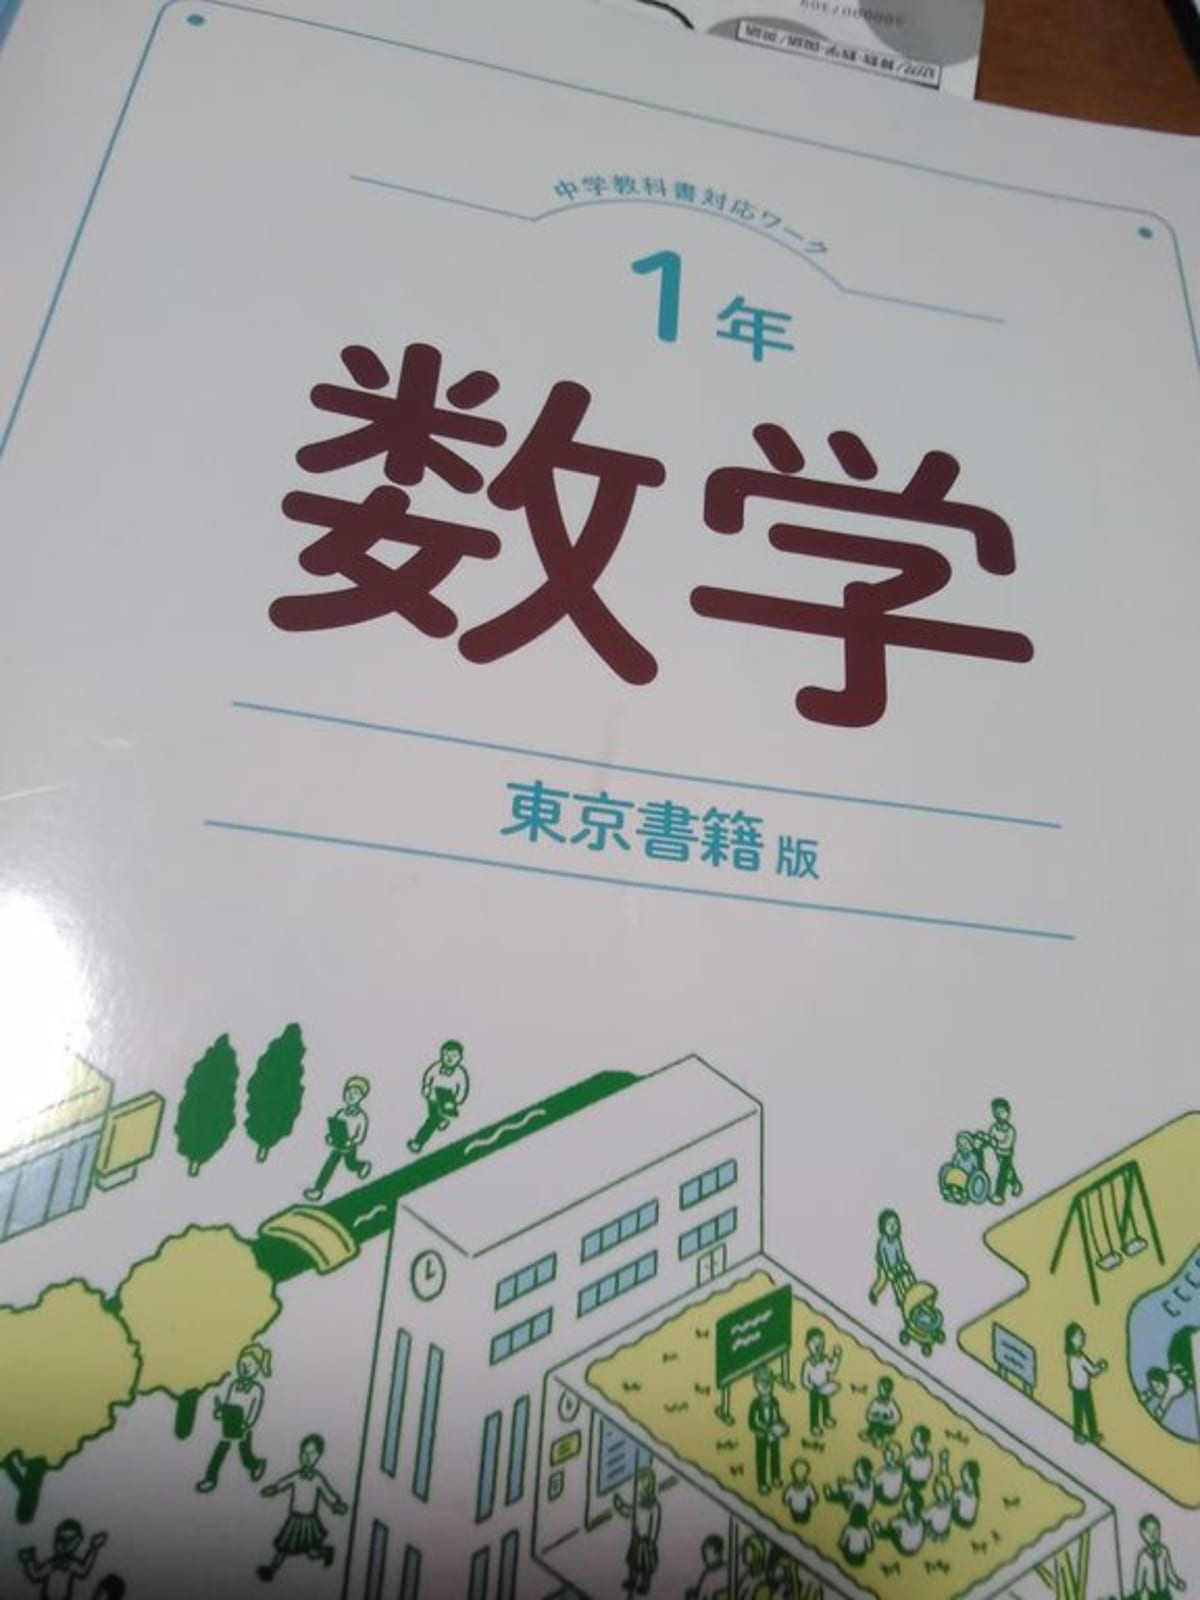 中学教科書対応ワーク
1年
数学
東京書籍版